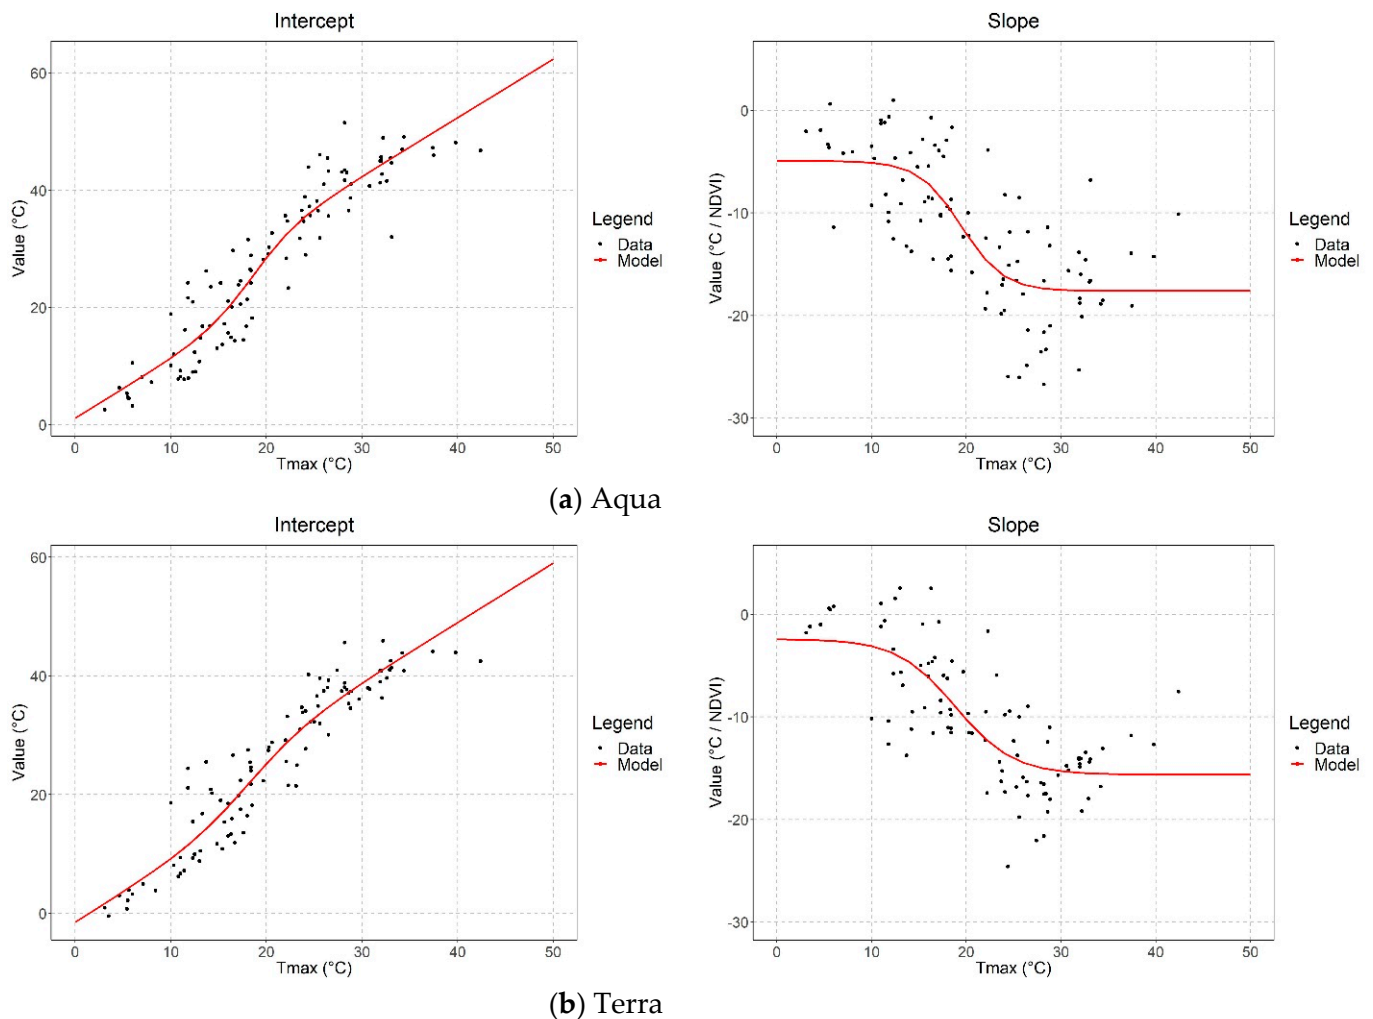 Intercept
Value (°C)
60
40
20
0
0 10 20 30 40 50
Tmax (°C)
Legend
Data
Model
Slope
Value (°C / NDVI)
0
-10
-20
-30
0 10 20 30 40 50
Tmax (°C)
Legend
Data
Model
(a) Aqua
Intercept
Value (°C)
60
40
20
0
0 10 20 30 40 50
Tmax (°C)
Legend
Data
Model
Slope
Value (°C / NDVI)
0
-10
-20
-30
0 10 20 30 40 50
Tmax (°C)
Legend
Data
Model
(b) Terra